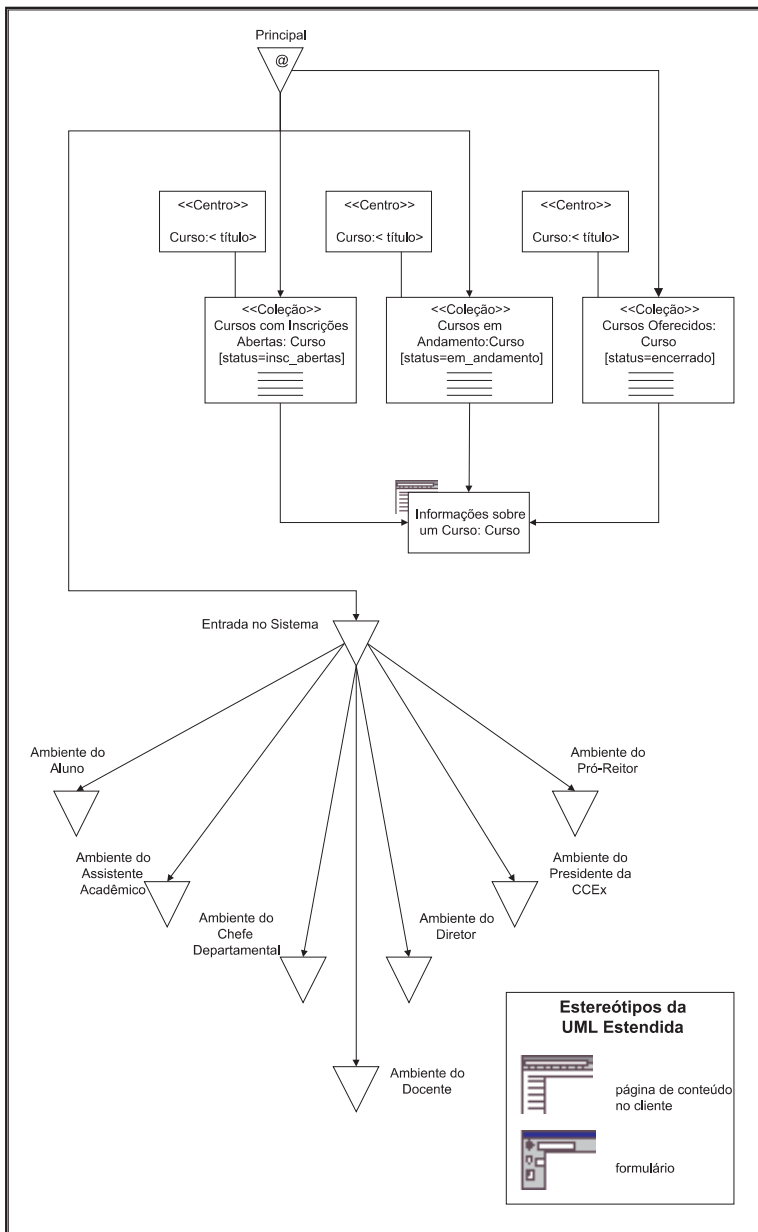 Principal
@
<<Centro>>
Curso:< título>
<<Centro>>
Curso:< título>
<<Centro>>
Curso:< título>
<<Coleção>>
Cursos com Inscrições
Abertas: Curso
[status=insc_abertas]
<<Coleção>>
Cursos em
Andamento:Curso
[status=em_andamento]
<<Coleção>>
Cursos Oferecidos:
Curso
[status=encerrado]
Informações sobre
um Curso: Curso
Entrada no Sistema
Ambiente do
Aluno
Ambiente do
Pró-Reitor
Ambiente do
Assistente
Acadêmico
Ambiente do
Presidente da
CCEx
Ambiente do
Chefe
Departamental
Ambiente do
Diretor
Ambiente do
Docente
Estereótipos da
UML Estendida
página de conteúdo
no cliente
formulário